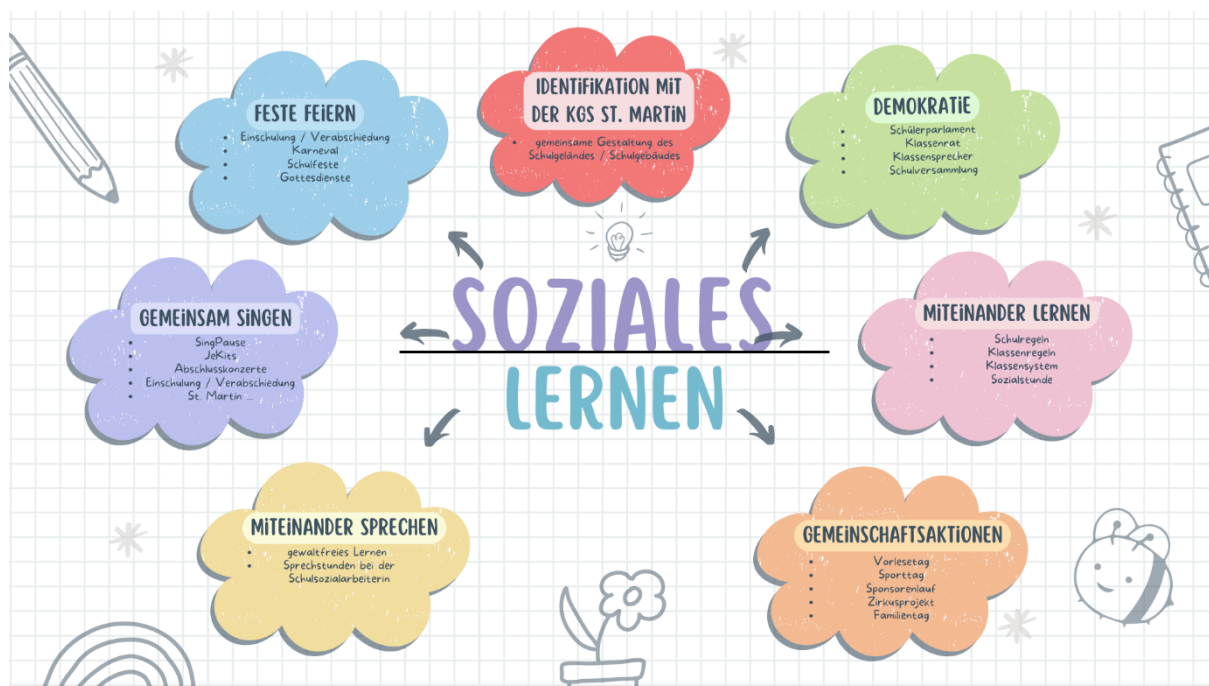 FESTE FEIERN
• Einschulung / Verabschiedung
• Karneval
• Schulfeste
• Gottesdienste
IDENTIFIKATION MIT
DER KGS ST. MARTIN
• gemeinsame Gestaltung des
Schulgeländes / Schulgebäudes
DEMOKRATIE
• Schülerparlament
• Klassenrat
• Klassensprecher
• Schulversammlung
SOZIALES
LERNEN
GEMEINSAM SINGEN
• SingPause
• JeKits
• Abschlusskonzerte
• Einschulung / Verabschiedung
• St. Martin ...
MITEINANDER LERNEN
• Schulregeln
• Klassenregeln
• Klassensystem
• Sozialstunde
MITEINANDER SPRECHEN
• gewaltfreies Lernen
• Sprechstunden bei der
Schulsozialarbeiterin
GEMEINSCHAFTSAKTIONEN
• Vorlesetag
• Sporttag
• Sponsorenlauf
• Zirkusprojekt
• Familientag